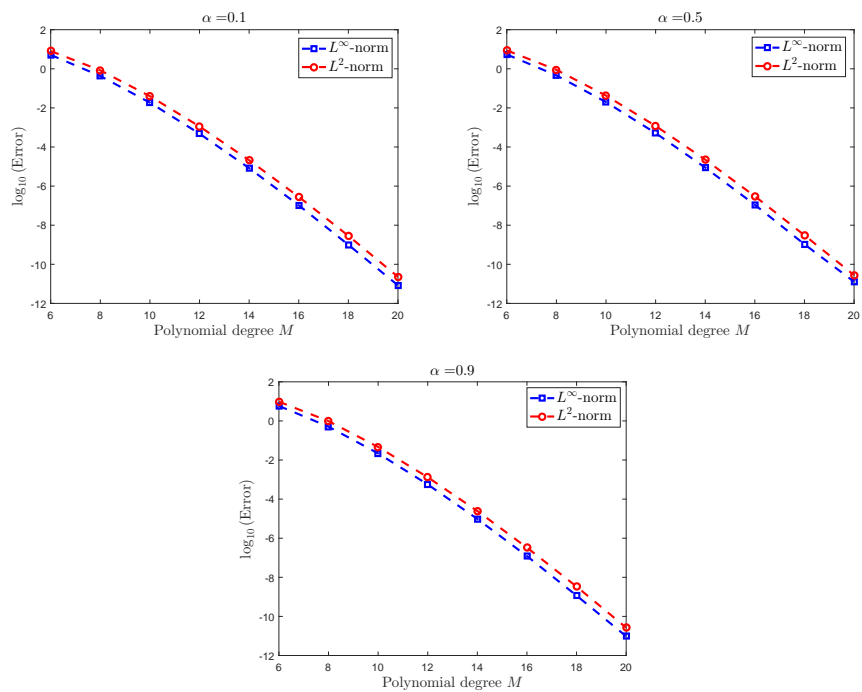 α =0.1
2
0
-2
-4
-6
-8
-10
-12
log₁₀(Error)
6 8 10 12 14 16 18 20
Polynomial degree M
L∞-norm
L²-norm
α =0.5
2
0
-2
-4
-6
-8
-10
-12
log₁₀(Error)
6 8 10 12 14 16 18 20
Polynomial degree M
L∞-norm
L²-norm
α =0.9
2
0
-2
-4
-6
-8
-10
-12
log₁₀(Error)
6 8 10 12 14 16 18 20
Polynomial degree M
L∞-norm
L²-norm